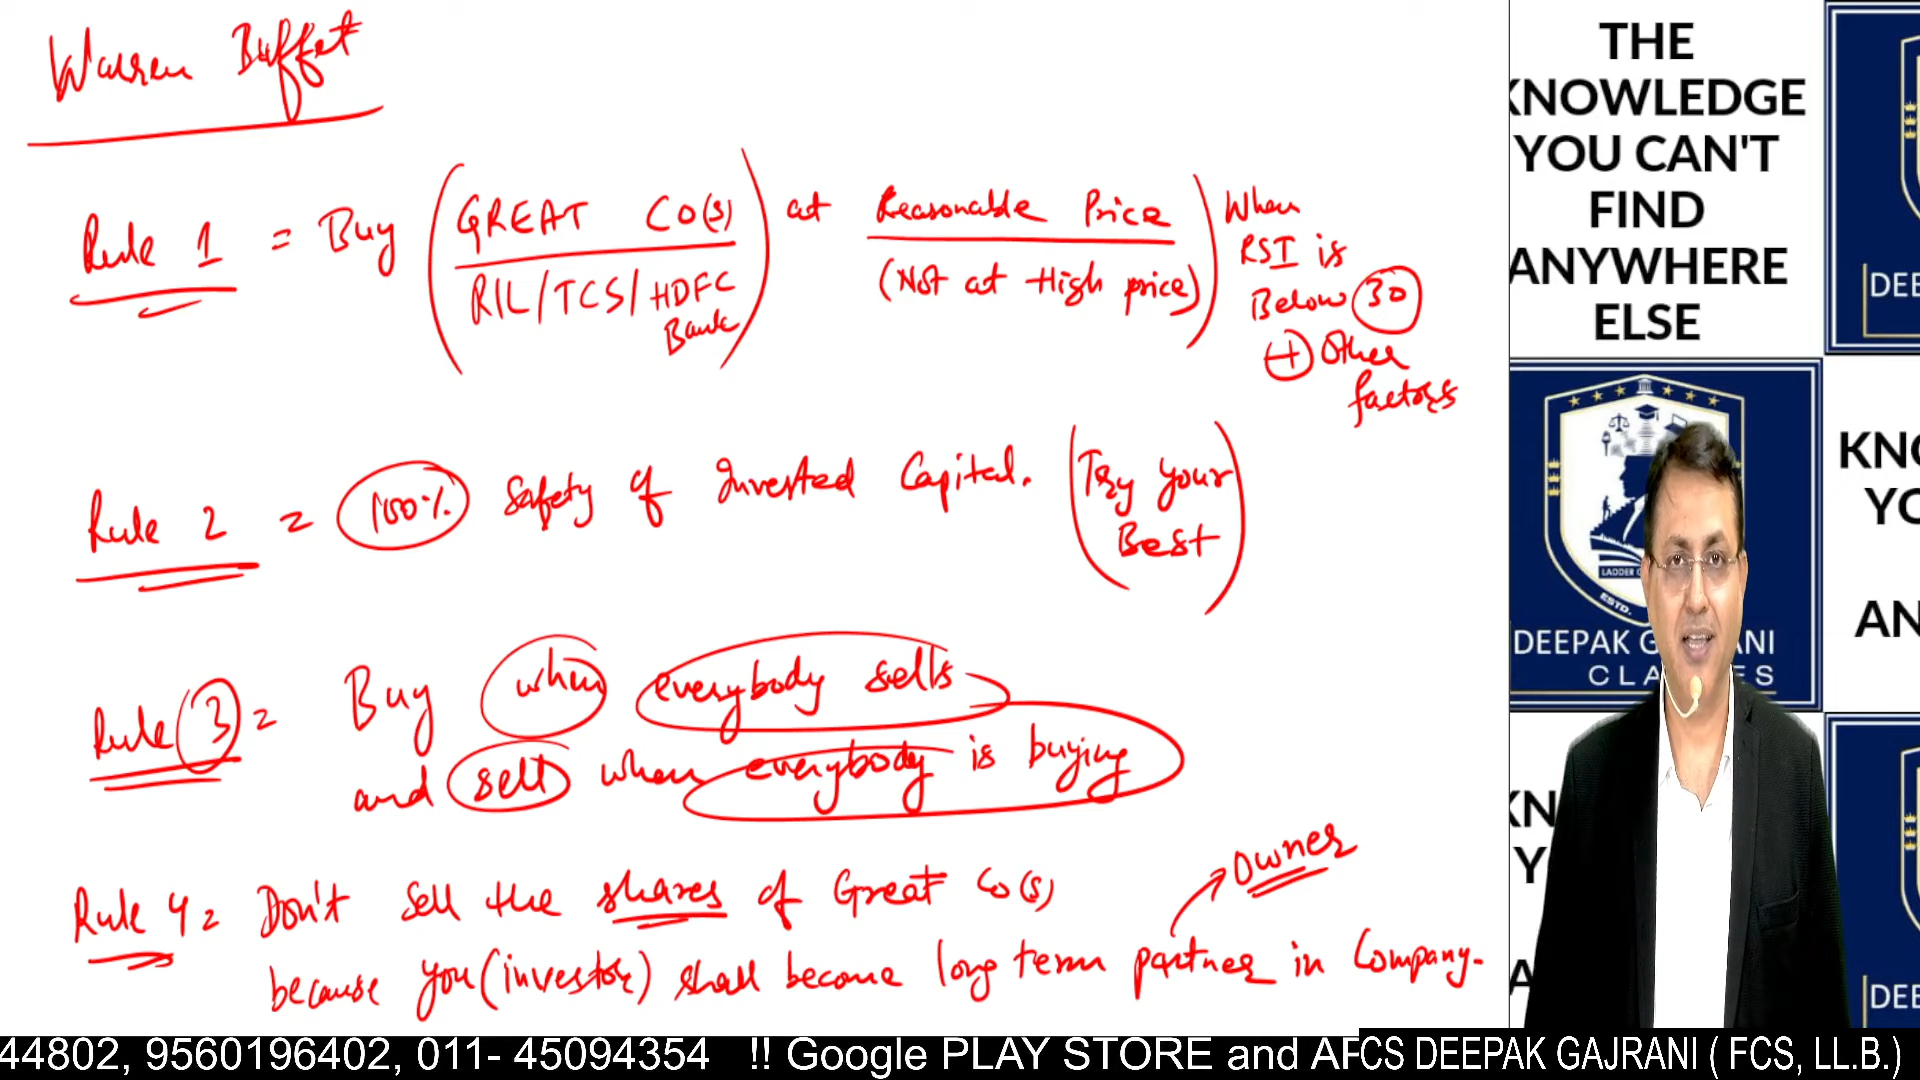 Warren Buffet
Rule 1 = Buy (GREAT CO(s) / RIL/TCS/HDFC Bank) at Reasonable Price (Not at High price)
When
RSI is
Below 30
+ Other
factors
Rule 2 = 100% Safety of Invested Capital. (Try your
Best)
Rule 3 = Buy when everybody sells
and sell when everybody is buying
Rule 4 = Don't sell the shares of Great Co(s)
because you (investor) shall become long term partner in Company.
Owner
THE
KNOWLEDGE
YOU CAN'T
FIND
ANYWHERE
ELSE
DEE
LADDER
ESTD.
DEEPAK G
NI
CLA
ES
KN
YO
AN
KN
Y
A
DEE
44802, 9560196402, 011- 45094354 !! Google PLAY STORE and AFCS DEEPAK GAJRANI ( FCS, LL.B.)